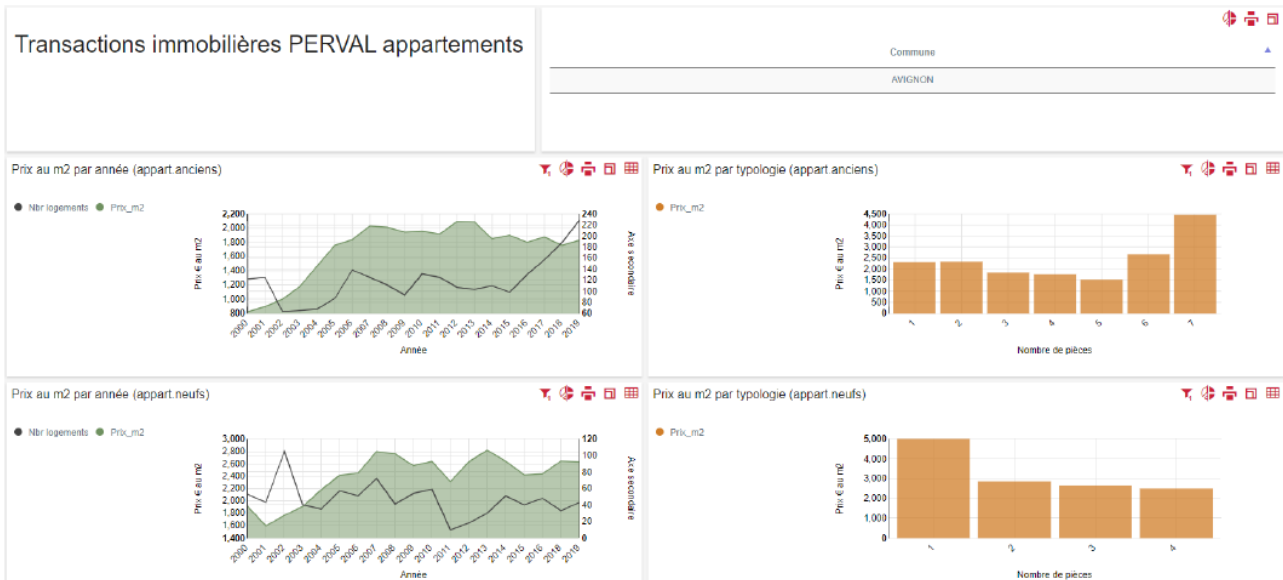 Transactions immobilières PERVAL appartements
Commune
AVIGNON
Prix au m2 par année (appart.anciens)
Nbr logements
Prix_m2
Prix € au m2
2,200
2,000
1,800
1,600
1,400
1,200
1,000
800
240
220
200
180
160
140
120
100
80
60
Axe secondaire
2000 2001 2002 2003 2004 2005 2006 2007 2008 2009 2010 2011 2012 2013 2014 2015 2016 2017 2018 2019
Année
Prix au m2 par typologie (appart.anciens)
Prix_m2
Prix € au m2
4,500
4,000
3,500
3,000
2,500
2,000
1,500
1,000
500
0
1 2 3 4 5 6 7
Nombre de pièces
Prix au m2 par année (appart.neufs)
Nbr logements
Prix_m2
Prix € au m2
3,000
2,800
2,600
2,400
2,200
2,000
1,800
1,600
1,400
120
100
80
60
40
20
0
Axe secondaire
2000 2001 2002 2003 2004 2005 2006 2007 2008 2009 2010 2011 2012 2013 2014 2015 2016 2018 2019
Année
Prix au m2 par typologie (appart.neufs)
Prix_m2
Prix € au m2
5,000
4,000
3,000
2,000
1,000
0
1 2 3 4
Nombre de pièces